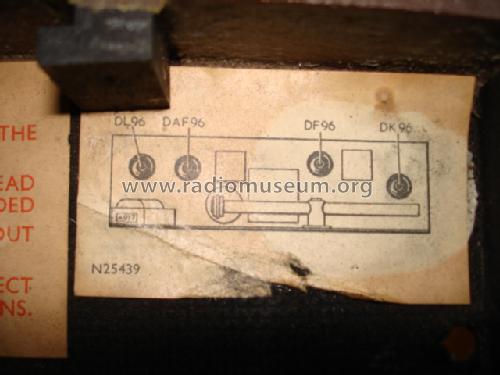 THE
EAD
DED
OUT
ECT
NS.
DL96 DAF96 DF96 DK96
www.radiomuseum.org
N25439